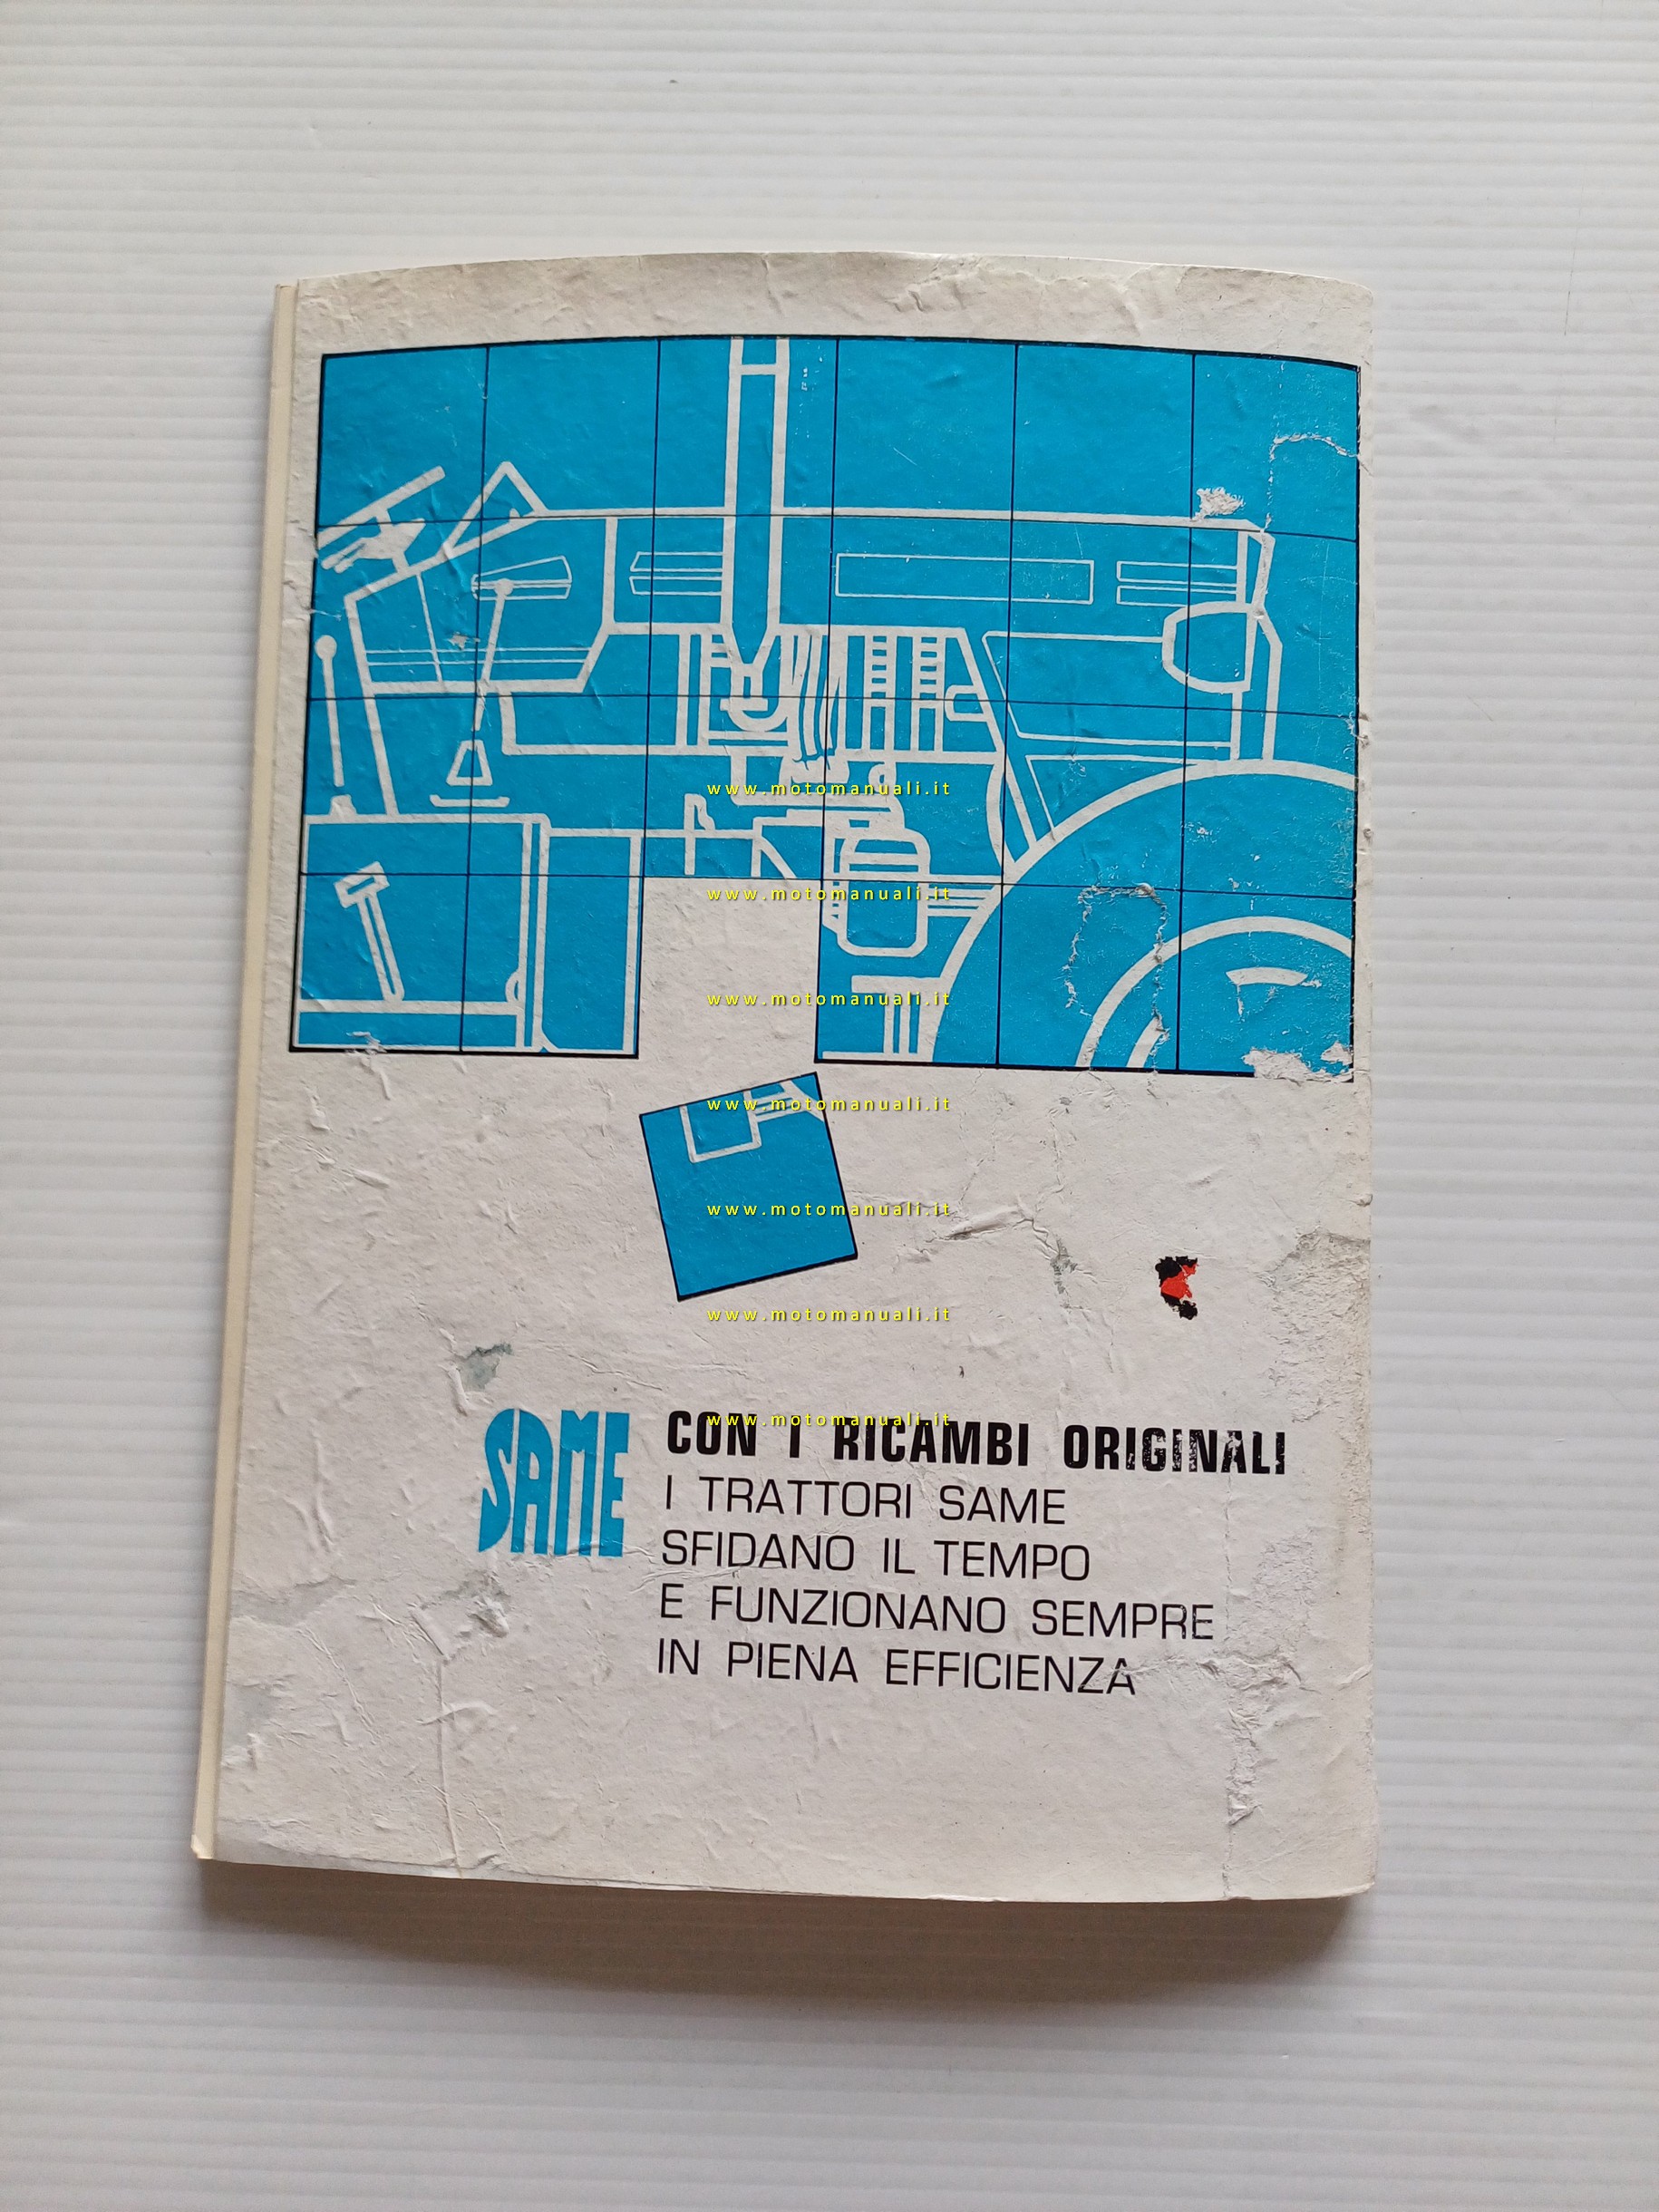 www.motomanuali.it
www.motomanuali.it
www.motomanuali.it
www.motomanuali.it
www.motomanuali.it
www.motomanuali.it
www.motomanuali.it
SAME
CON I RICAMBI ORIGINALI
I TRATTORI SAME
SFIDANO IL TEMPO
E FUNZIONANO SEMPRE
IN PIENA EFFICIENZA